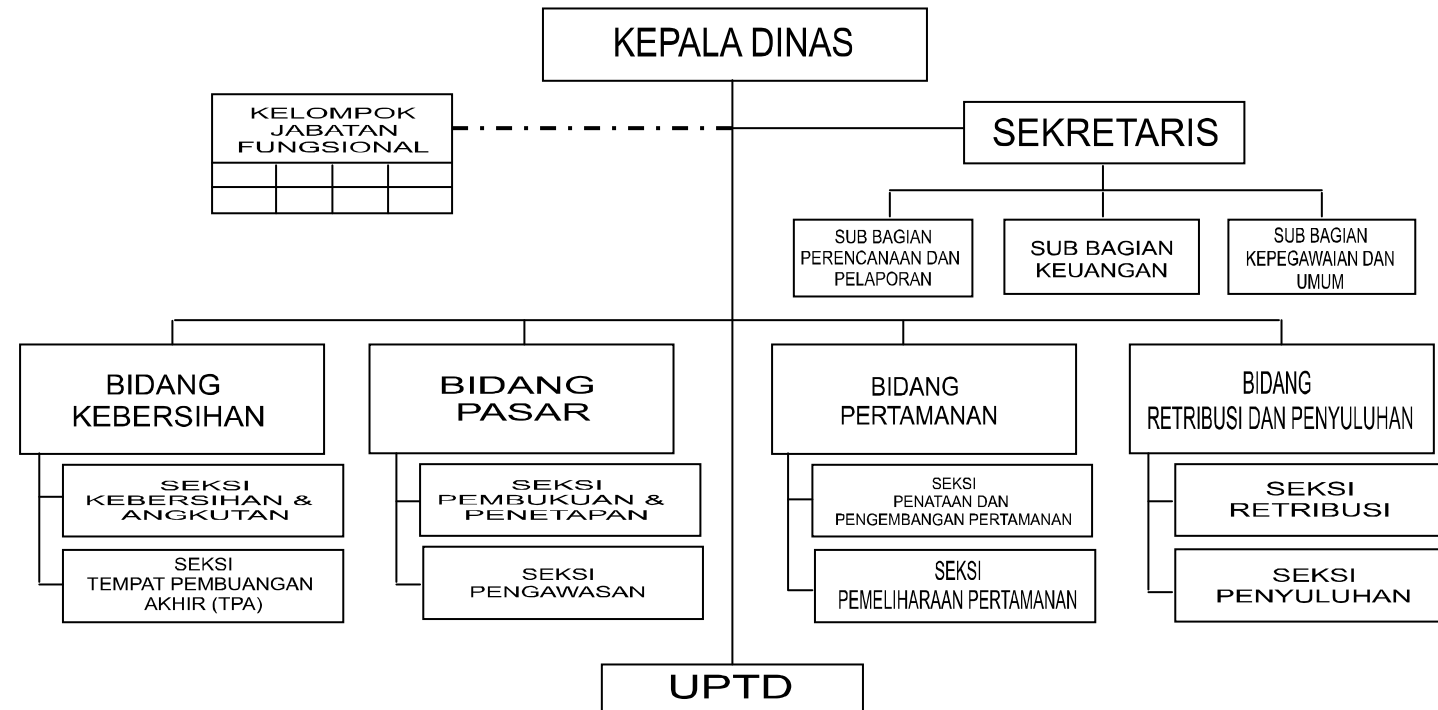 KEPALA DINAS
KELOMPOK
JABATAN
FUNGSIONAL
SEKRETARIS
SUB BAGIAN
PERENCANAAN DAN
PELAPORAN
SUB BAGIAN
KEUANGAN
SUB BAGIAN
KEPEGAWAIAN DAN
UMUM
BIDANG
KEBERSIHAN
BIDANG
PASAR
BIDANG
PERTAMANAN
BIDANG
RETRIBUSI DAN PENYULUHAN
SEKSI
KEBERSIHAN &
ANGKUTAN
SEKSI
TEMPAT PEMBUANGAN
AKHIR (TPA)
SEKSI
PEMBUKUAN &
PENETAPAN
SEKSI
PENGAWASAN
SEKSI
PENATAAN DAN
PENGEMBANGAN PERTAMANAN
SEKSI
PEMELIHARAAN PERTAMANAN
SEKSI
RETRIBUSI
SEKSI
PENYULUHAN
UPTD